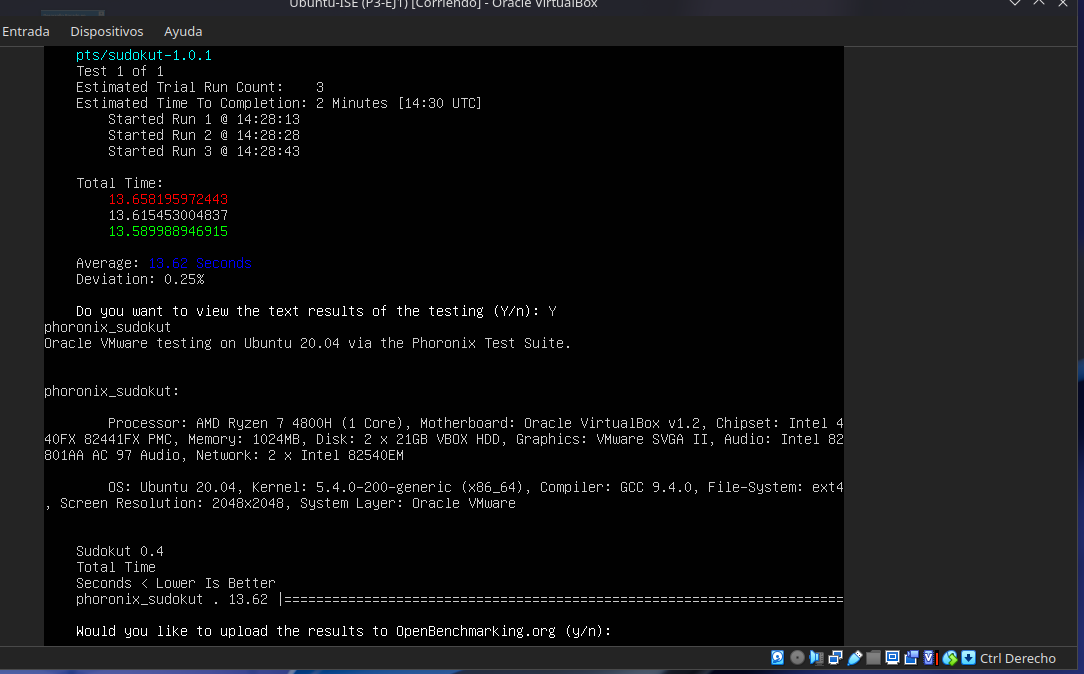 Ubuntu-ISE (P3-EJ1) [Corriendo] - Oracle VirtualBox
Entrada Dispositivos Ayuda
pts/sudokut-1.0.1
Test 1 of 1
Estimated Trial Run Count: 3
Estimated Time To Completion: 2 Minutes [14:30 UTC]
Started Run 1 @ 14:28:13
Started Run 2 @ 14:28:28
Started Run 3 @ 14:28:43
Total Time:
13.658195972443
13.615453004837
13.589988946915
Average: 13.62 Seconds
Deviation: 0.25%
Do you want to view the text results of the testing (Y/n): Y
phoronix_sudokut
Oracle VMware testing on Ubuntu 20.04 via the Phoronix Test Suite.
phoronix_sudokut:
Processor: AMD Ryzen 7 4800H (1 Core), Motherboard: Oracle VirtualBox v1.2, Chipset: Intel 4
40FX 82441FX PMC, Memory: 1024MB, Disk: 2 x 21GB VBOX HDD, Graphics: VMware SVGA II, Audio: Intel 82
801AA AC 97 Audio, Network: 2 x Intel 82540EM
OS: Ubuntu 20.04, Kernel: 5.4.0-200-generic (x86_64), Compiler: GCC 9.4.0, File-System: ext4
, Screen Resolution: 2048x2048, System Layer: Oracle VMware
Sudokut 0.4
Total Time
Seconds < Lower Is Better
phoronix_sudokut . 13.62 |======================================================================
Would you like to upload the results to OpenBenchmarking.org (y/n):
Ctrl Derecho